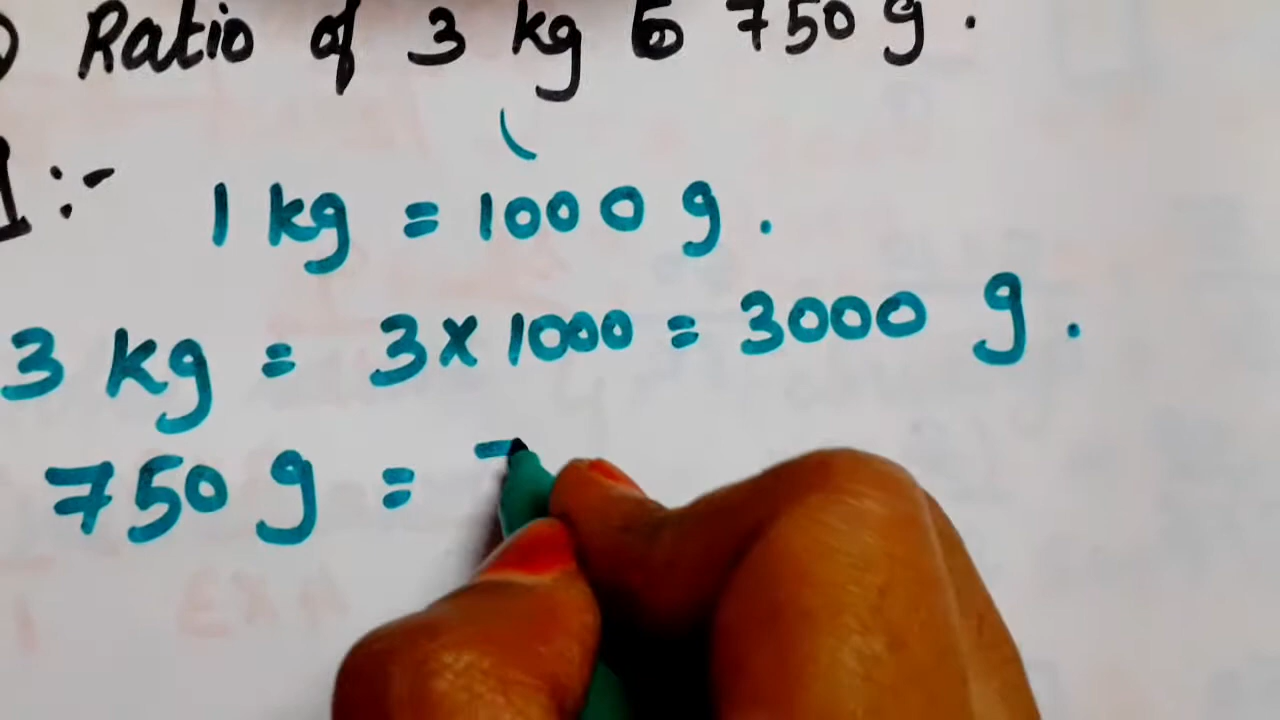 Ratio of 3 kg to 750 g.
:-
1 kg = 1000 g.
3 kg = 3 x 1000 = 3000 g.
750 g =